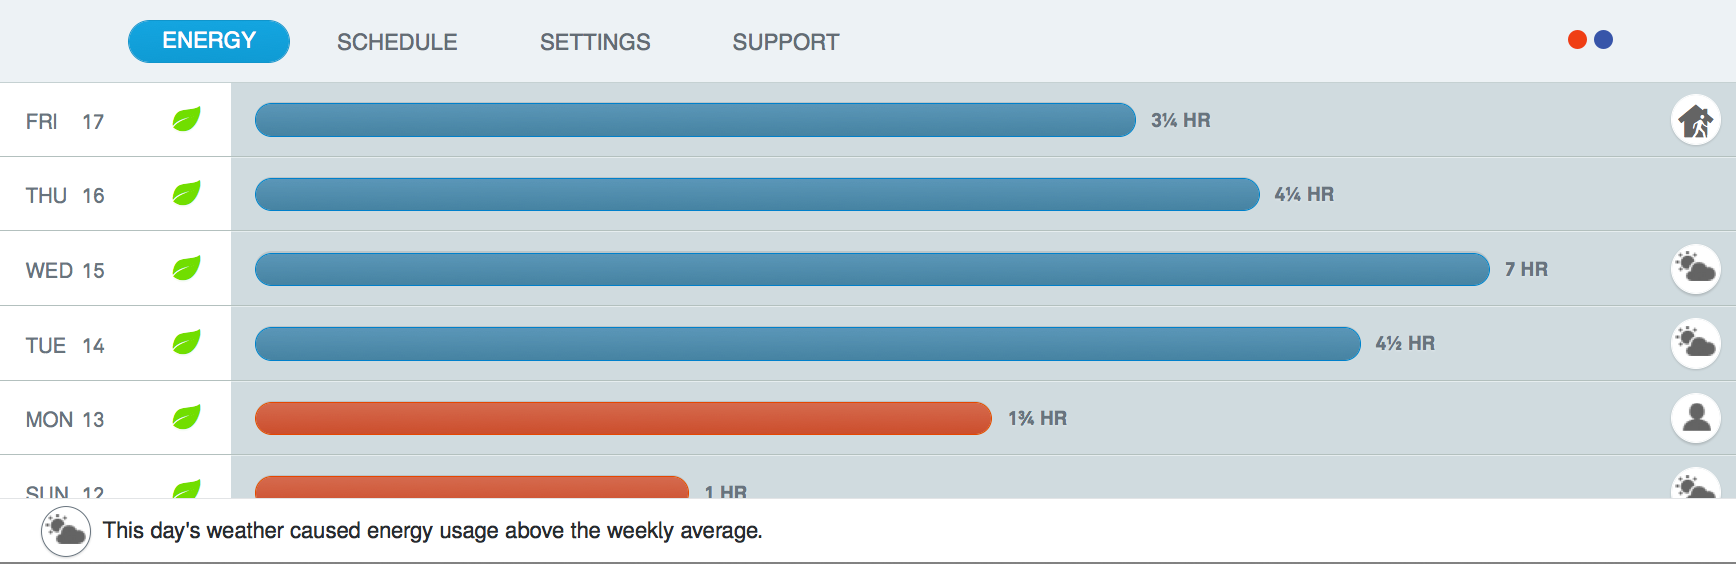 ENERGY SCHEDULE SETTINGS SUPPORT
FRI 17 3¼ HR
THU 16 4¼ HR
WED 15 7 HR
TUE 14 4½ HR
MON 13 1¾ HR
SUN 12 1 HR
This day's weather caused energy usage above the weekly average.